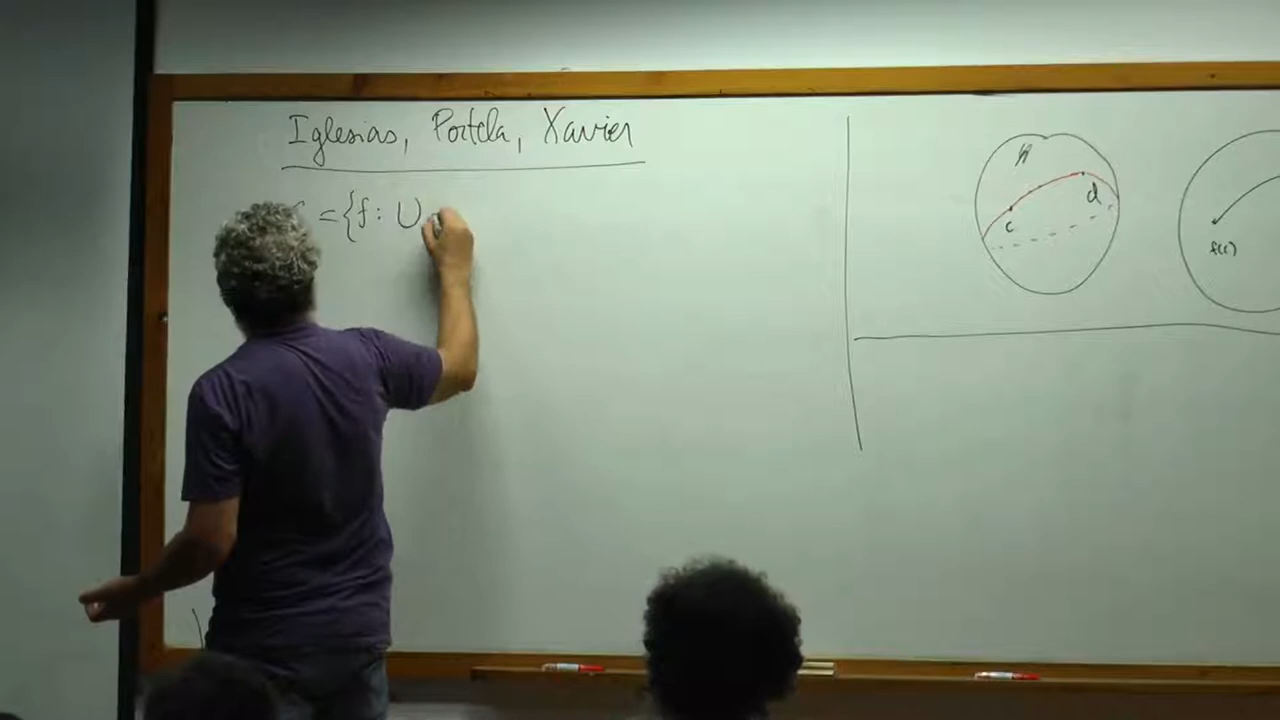 Iglesias, Portela, Xavier
= { f : U
c
d
f(c)